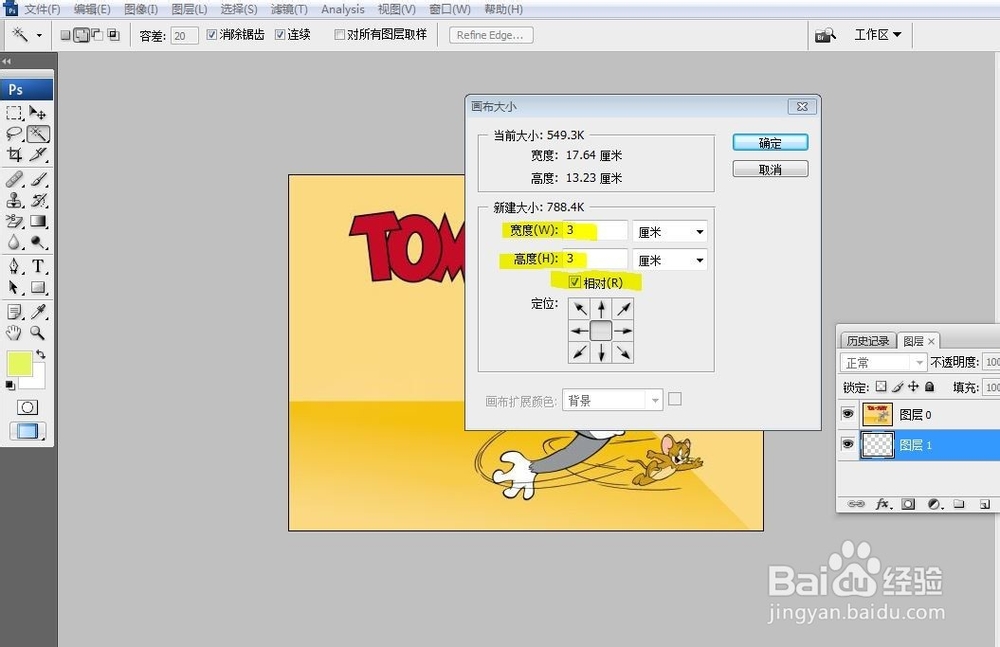 Ps 文件(F) 编辑(E) 图像(I) 图层(L) 选择(S) 滤镜(T) Analysis 视图(V) 窗口(W) 帮助(H)
容差: 20 消除锯齿 连续 对所有图层取样 Refine Edge... Br 工作区
Ps
T
TOM
画布大小
当前大小: 549.3K
宽度: 17.64 厘米
高度: 13.23 厘米
确定
取消
新建大小: 788.4K
宽度(W): 3 厘米
高度(H): 3 厘米
相对(R)
定位:
画布扩展颜色: 背景
历史记录 图层
正常 不透明度: 100
锁定: 填充: 100
图层 0
图层 1
fx
Baidu 经验
jingyan.baidu.com